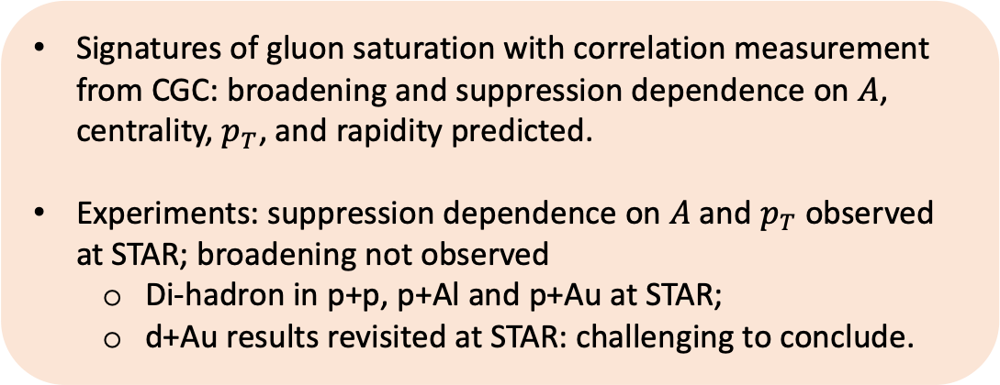 • Signatures of gluon saturation with correlation measurement
from CGC: broadening and suppression dependence on A,
centrality, p_T, and rapidity predicted.
• Experiments: suppression dependence on A and p_T observed
at STAR; broadening not observed
o Di-hadron in p+p, p+Al and p+Au at STAR;
o d+Au results revisited at STAR: challenging to conclude.